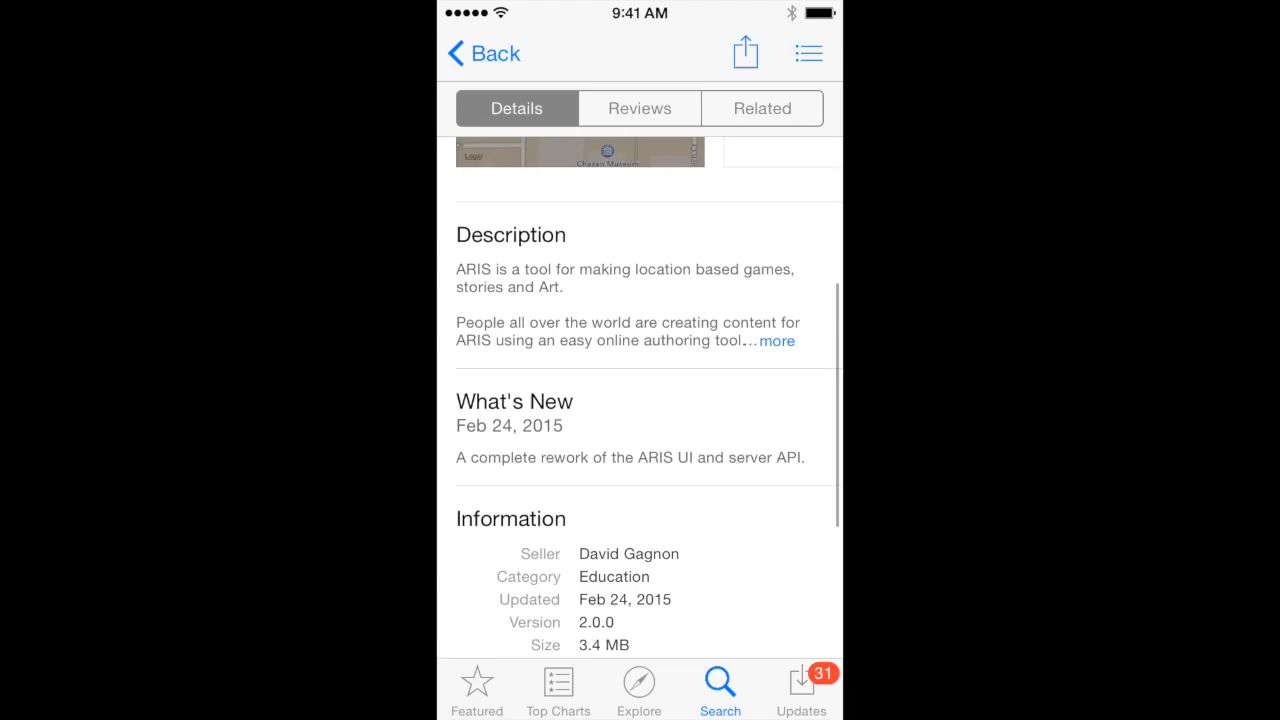 9:41 AM
Back
Details Reviews Related
Legal
Chazen Museum
Description
ARIS is a tool for making location based games,
stories and Art.
People all over the world are creating content for
ARIS using an easy online authoring tool... more
What's New
Feb 24, 2015
A complete rework of the ARIS UI and server API.
Information
Seller David Gagnon
Category Education
Updated Feb 24, 2015
Version 2.0.0
Size 3.4 MB
31
Featured Top Charts Explore Search Updates